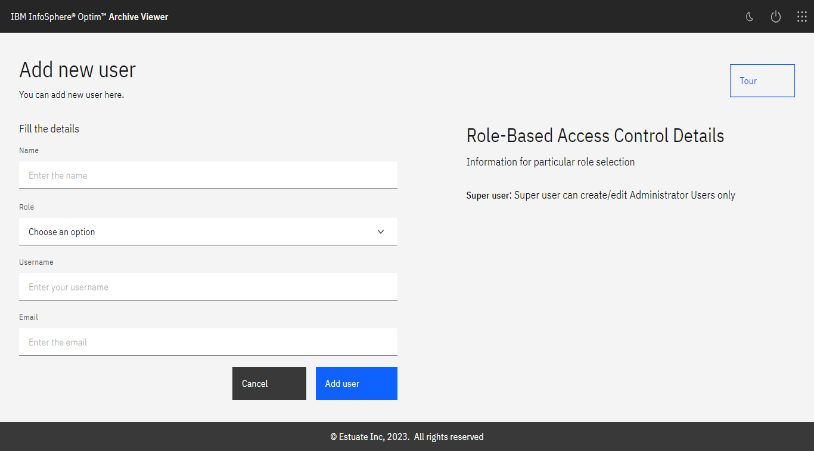 IBM InfoSphere® Optim™ Archive Viewer
Add new user
You can add new user here.
Tour
Fill the details
Name
Enter the name
Role
Choose an option
Username
Enter your username
Email
Enter the email
Cancel
Add user
Role-Based Access Control Details
Information for particular role selection
Super user: Super user can create/edit Administrator Users only
© Estuate Inc, 2023. All rights reserved